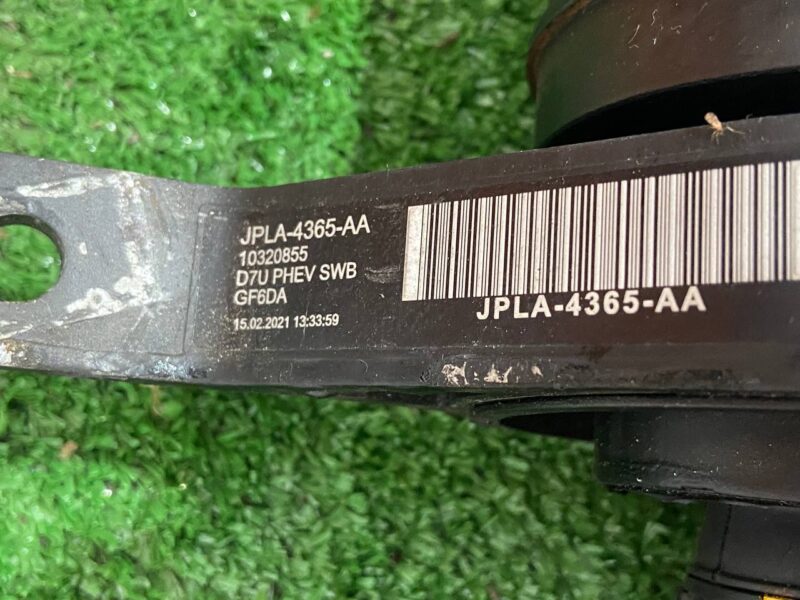 JPLA-4365-AA
10320855
D7U PHEV SWB
GF6DA
15.02.2021 13:33:59
JPLA-4365-AA